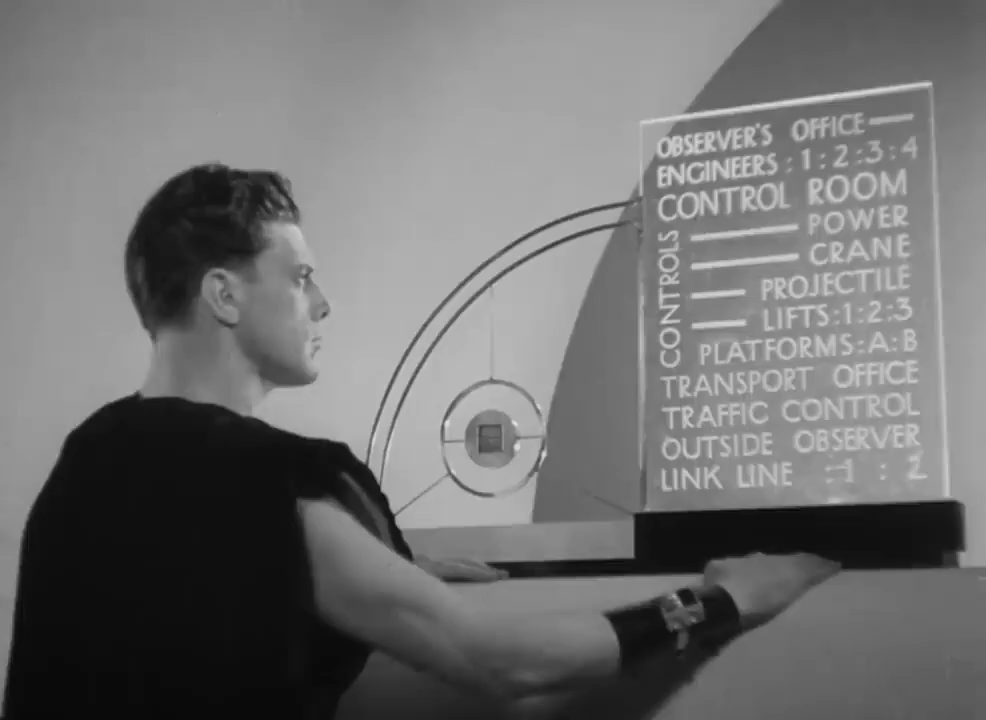 OBSERVER'S OFFICE —
ENGINEERS : 1 : 2 : 3 : 4
CONTROL ROOM
CONTROLS
— POWER
— CRANE
— PROJECTILE
— LIFTS : 1 : 2 : 3
PLATFORMS : A : B
TRANSPORT OFFICE
TRAFFIC CONTROL
OUTSIDE OBSERVER
LINK LINE : 1 : 2